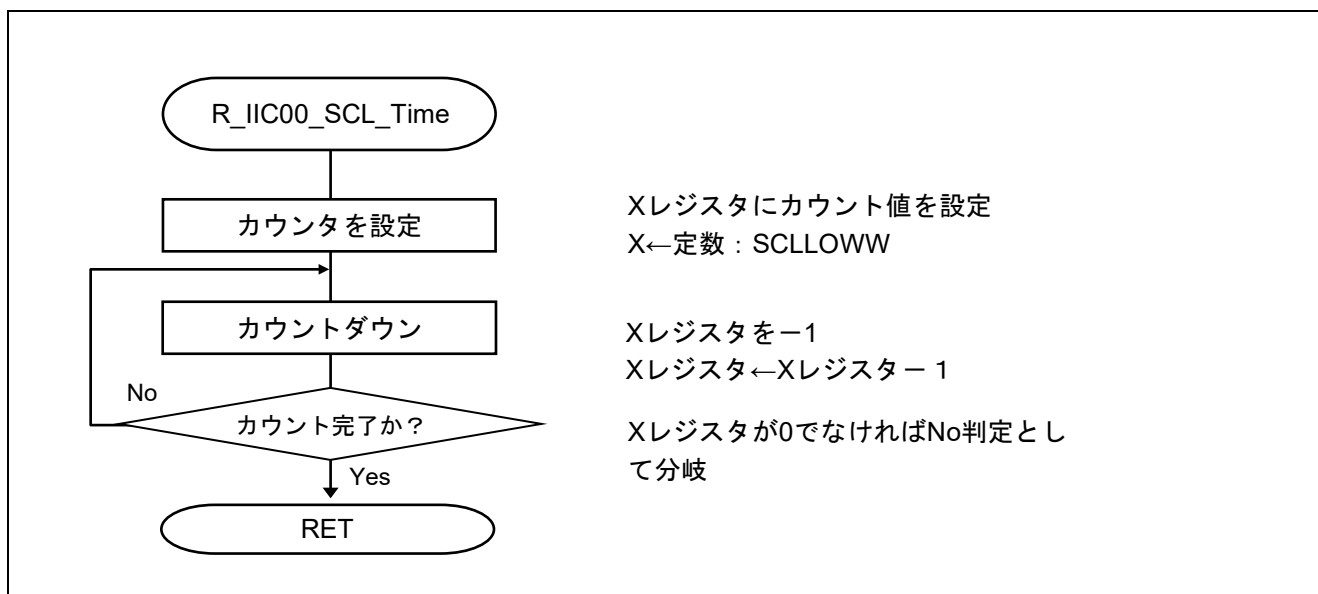 R_IIC00_SCL_Time
カウンタを設定
Xレジスタにカウント値を設定
X←定数：SCLLOWW
カウントダウン
Xレジスタをー1
Xレジスタ←Xレジスター１
No
カウント完了か？
Xレジスタが0でなければNo判定とし
て分岐
Yes
RET